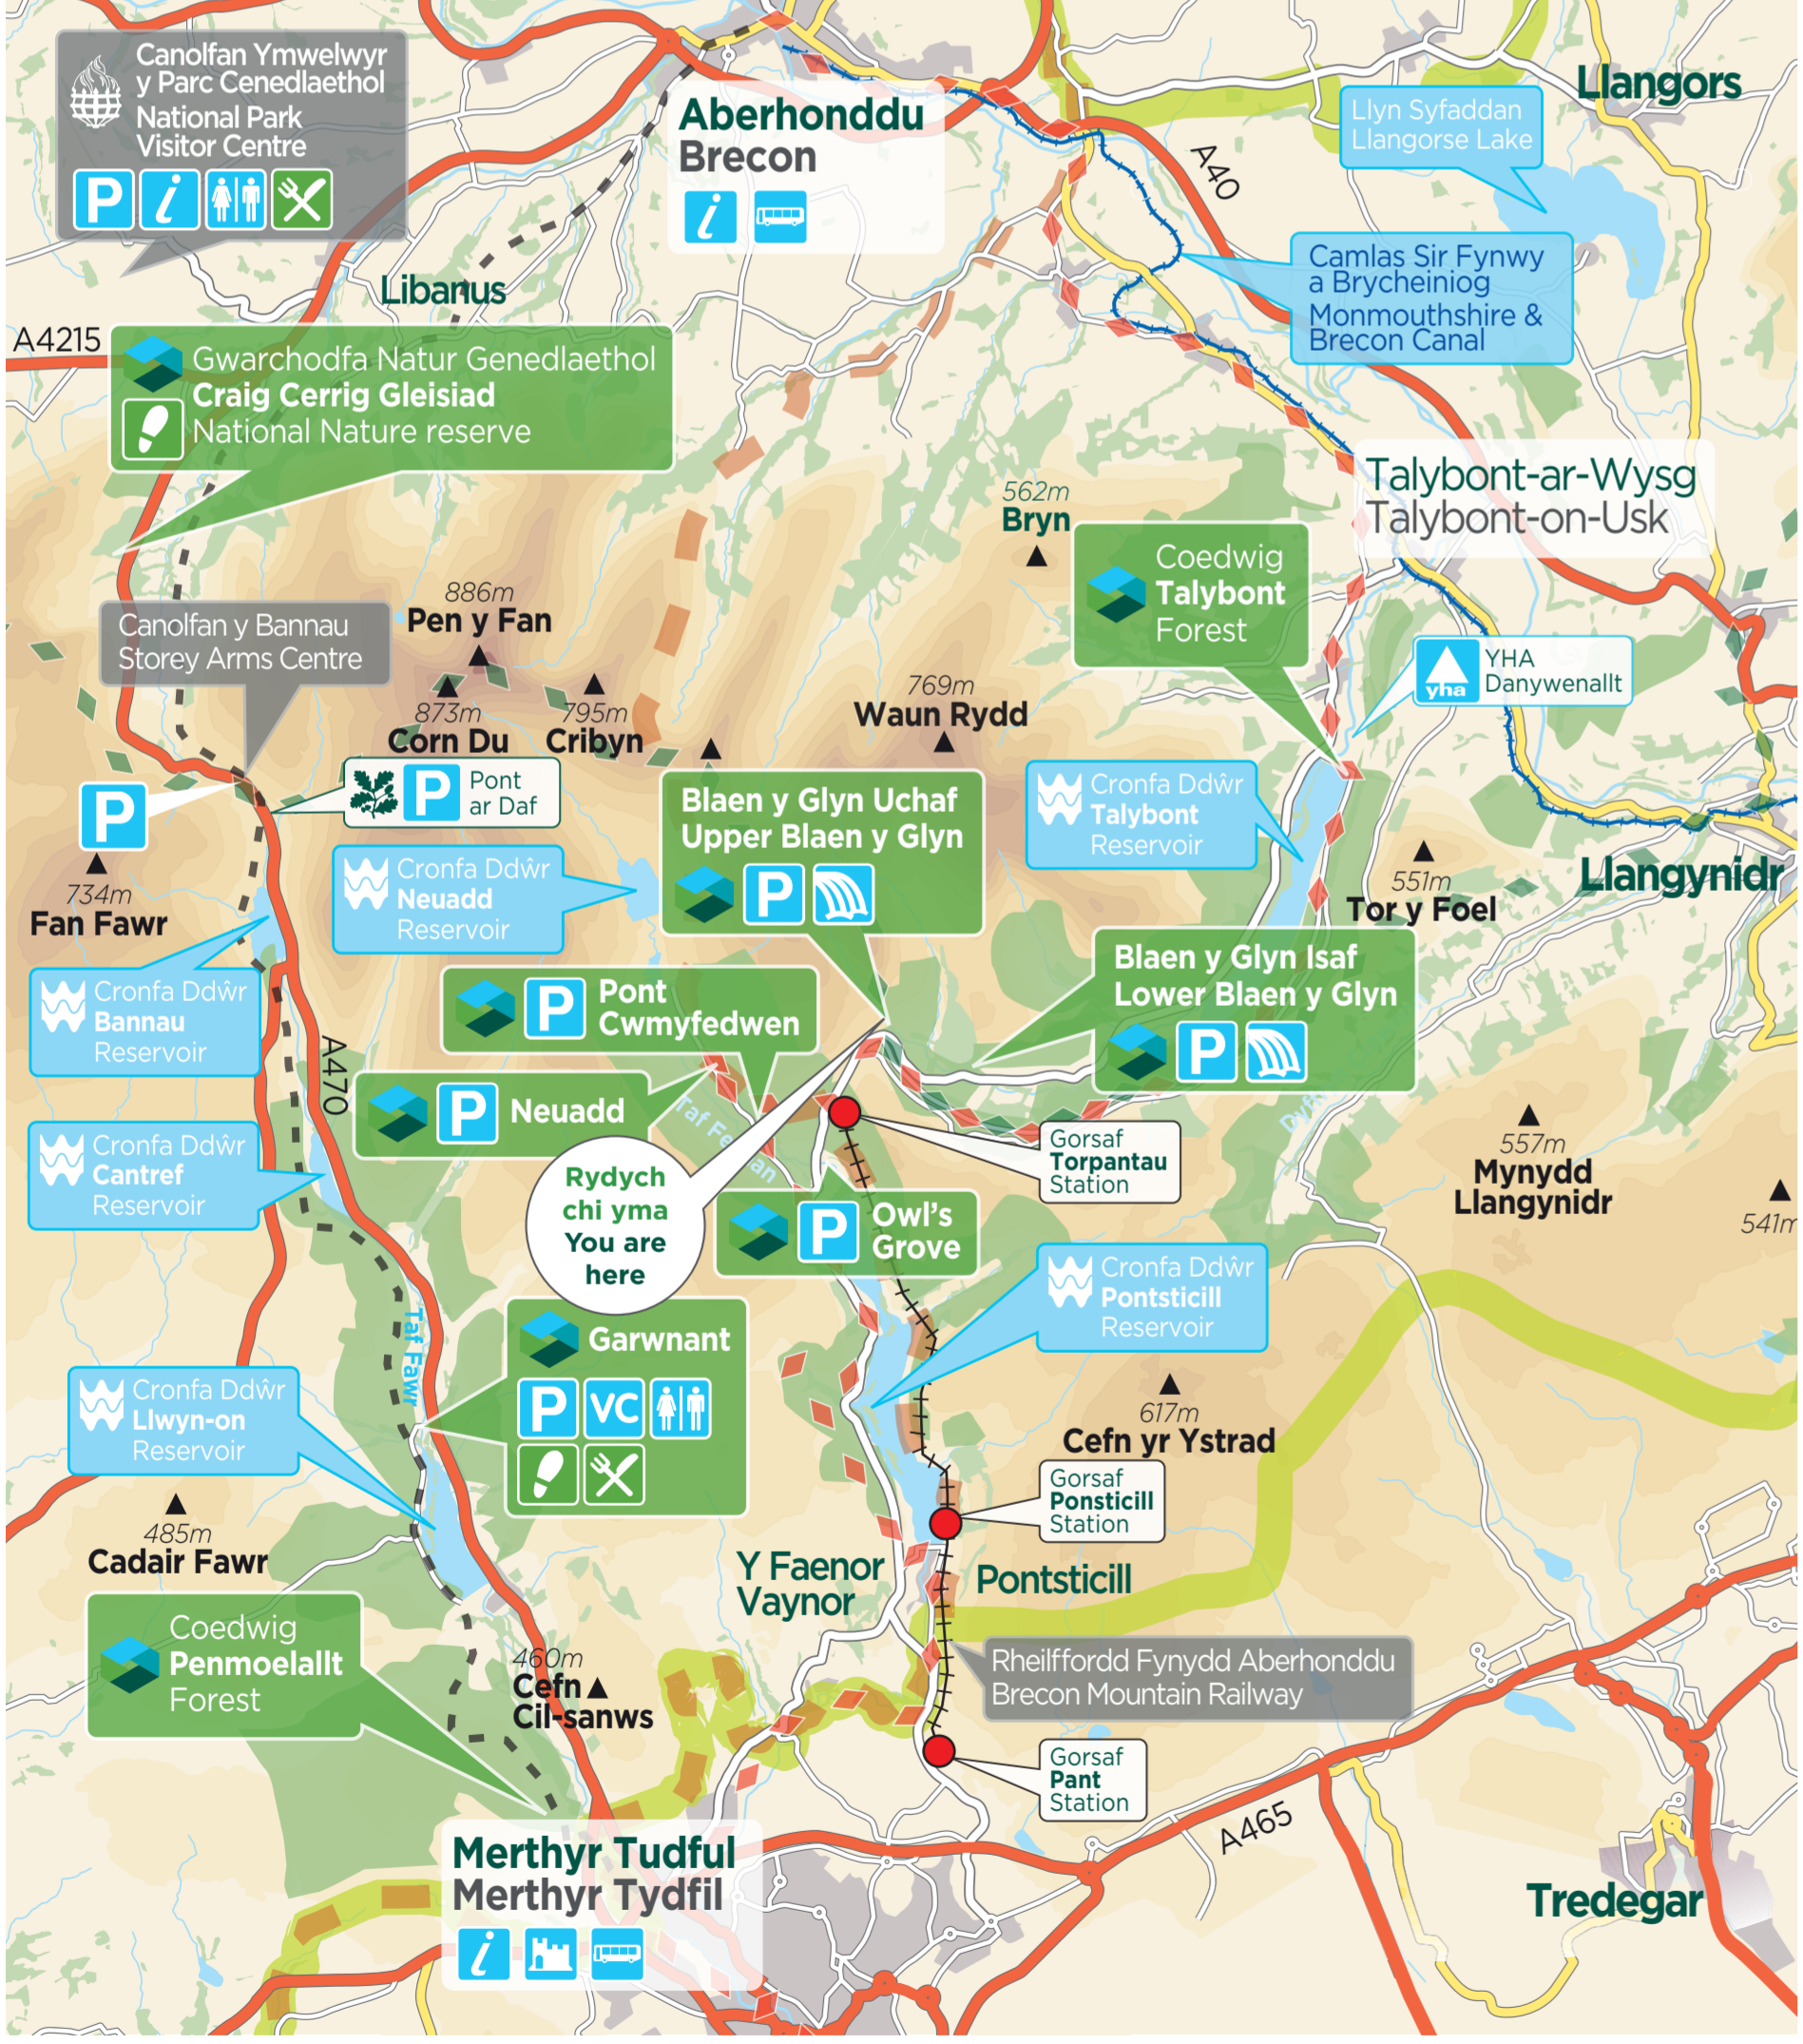 Canolfan Ymwelwyr
y Parc Cenedlaethol
National Park
Visitor Centre
P i
Aberhonddu
Brecon
i
Llangors
Llyn Syfaddan
Llangorse Lake
A40
Camlas Sir Fynwy
a Brycheiniog
Monmouthshire &
Brecon Canal
Libanus
A4215
Gwarchodfa Natur Genedlaethol
Craig Cerrig Gleisiad
National Nature reserve
Talybont-ar-Wysg
Talybont-on-Usk
562m
Bryn
Coedwig
Talybont
Forest
886m
Pen y Fan
Canolfan y Bannau
Storey Arms Centre
yha
YHA
Danywenallt
873m
Corn Du
795m
Cribyn
769m
Waun Rydd
P
P
Pont
ar Daf
734m
Fan Fawr
Cronfa Ddŵr
Neuadd
Reservoir
Blaen y Glyn Uchaf
Upper Blaen y Glyn
P
Cronfa Ddŵr
Talybont
Reservoir
551m
Tor y Foel
Llangynidr
Blaen y Glyn Isaf
Lower Blaen y Glyn
P
Cronfa Ddŵr
Bannau
Reservoir
P
Pont
Cwmyfedwen
A470
P Neuadd
Taf Fe
an
Dyff
Cronfa Ddŵr
Cantref
Reservoir
Rydych
chi yma
You are
here
Gorsaf
Torpantau
Station
557m
Mynydd
Llangynidr
541m
P
Owl's
Grove
Cronfa Ddŵr
Pontsticill
Reservoir
Taf Fawr
Garwnant
P VC
Cronfa Ddŵr
Llwyn-on
Reservoir
617m
Cefn yr Ystrad
Gorsaf
Ponsticill
Station
485m
Cadair Fawr
Y Faenor
Vaynor
Pontsticill
Coedwig
Penmoelallt
Forest
460m
Cefn
Cil-sanws
Rheilffordd Fynydd Aberhonddu
Brecon Mountain Railway
Gorsaf
Pant
Station
A465
Merthyr Tudful
Merthyr Tydfil
i
Tredegar